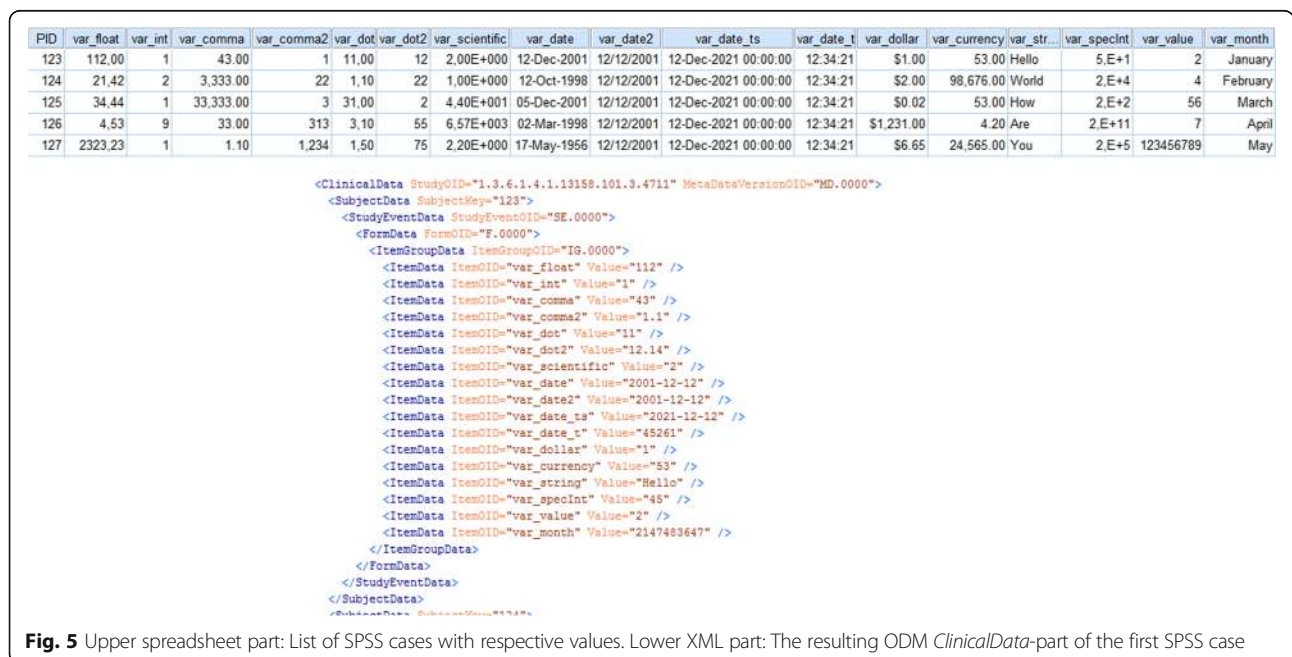 PID var_float var_int var_comma var_comma2 var_dot var_dot2 var_scientific var_date var_date2 var_date_ts var_date_t var_dollar var_currency var_str... var_specInt var_value var_month
123 112,00 1 43.00 1 11,00 12 2,00E+000 12-Dec-2001 12/12/2001 12-Dec-2021 00:00:00 12:34:21 $1.00 53.00 Hello 5,E+1 2 January
124 21,42 2 3,333.00 22 1,10 22 1,00E+000 12-Oct-1998 12/12/2001 12-Dec-2021 00:00:00 12:34:21 $2.00 98,676.00 World 2,E+4 4 February
125 34,44 1 33,333.00 3 31,00 2 4,40E+001 05-Dec-2001 12/12/2001 12-Dec-2021 00:00:00 12:34:21 $0.02 53.00 How 2,E+2 56 March
126 4,53 9 33.00 313 3,10 55 6,57E+003 02-Mar-1998 12/12/2001 12-Dec-2021 00:00:00 12:34:21 $1,231.00 4.20 Are 2,E+11 7 April
127 2323,23 1 1.10 1,234 1,50 75 2,20E+000 17-May-1956 12/12/2001 12-Dec-2021 00:00:00 12:34:21 $6.65 24,565.00 You 2,E+5 123456789 May
<ClinicalData StudyOID="1.3.6.1.4.1.13158.101.3.4711" MetaDataVersionOID="MD.0000">
<SubjectData SubjectKey="123">
<StudyEventData StudyEventOID="SE.0000">
<FormData FormOID="F.0000">
<ItemGroupData ItemGroupOID="IG.0000">
<ItemData ItemOID="var_float" Value="112" />
<ItemData ItemOID="var_int" Value="1" />
<ItemData ItemOID="var_comma" Value="43" />
<ItemData ItemOID="var_comma2" Value="1.1" />
<ItemData ItemOID="var_dot" Value="11" />
<ItemData ItemOID="var_dot2" Value="12.14" />
<ItemData ItemOID="var_scientific" Value="2" />
<ItemData ItemOID="var_date" Value="2001-12-12" />
<ItemData ItemOID="var_date2" Value="2001-12-12" />
<ItemData ItemOID="var_date_ts" Value="2021-12-12" />
<ItemData ItemOID="var_date_t" Value="45261" />
<ItemData ItemOID="var_dollar" Value="1" />
<ItemData ItemOID="var_currency" Value="53" />
<ItemData ItemOID="var_string" Value="Hello" />
<ItemData ItemOID="var_specInt" Value="45" />
<ItemData ItemOID="var_value" Value="2" />
<ItemData ItemOID="var_month" Value="2147483647" />
</ItemGroupData>
</FormData>
</StudyEventData>
</SubjectData>
<SubjectData SubjectKey="124">
Fig. 5 Upper spreadsheet part: List of SPSS cases with respective values. Lower XML part: The resulting ODM ClinicalData-part of the first SPSS case